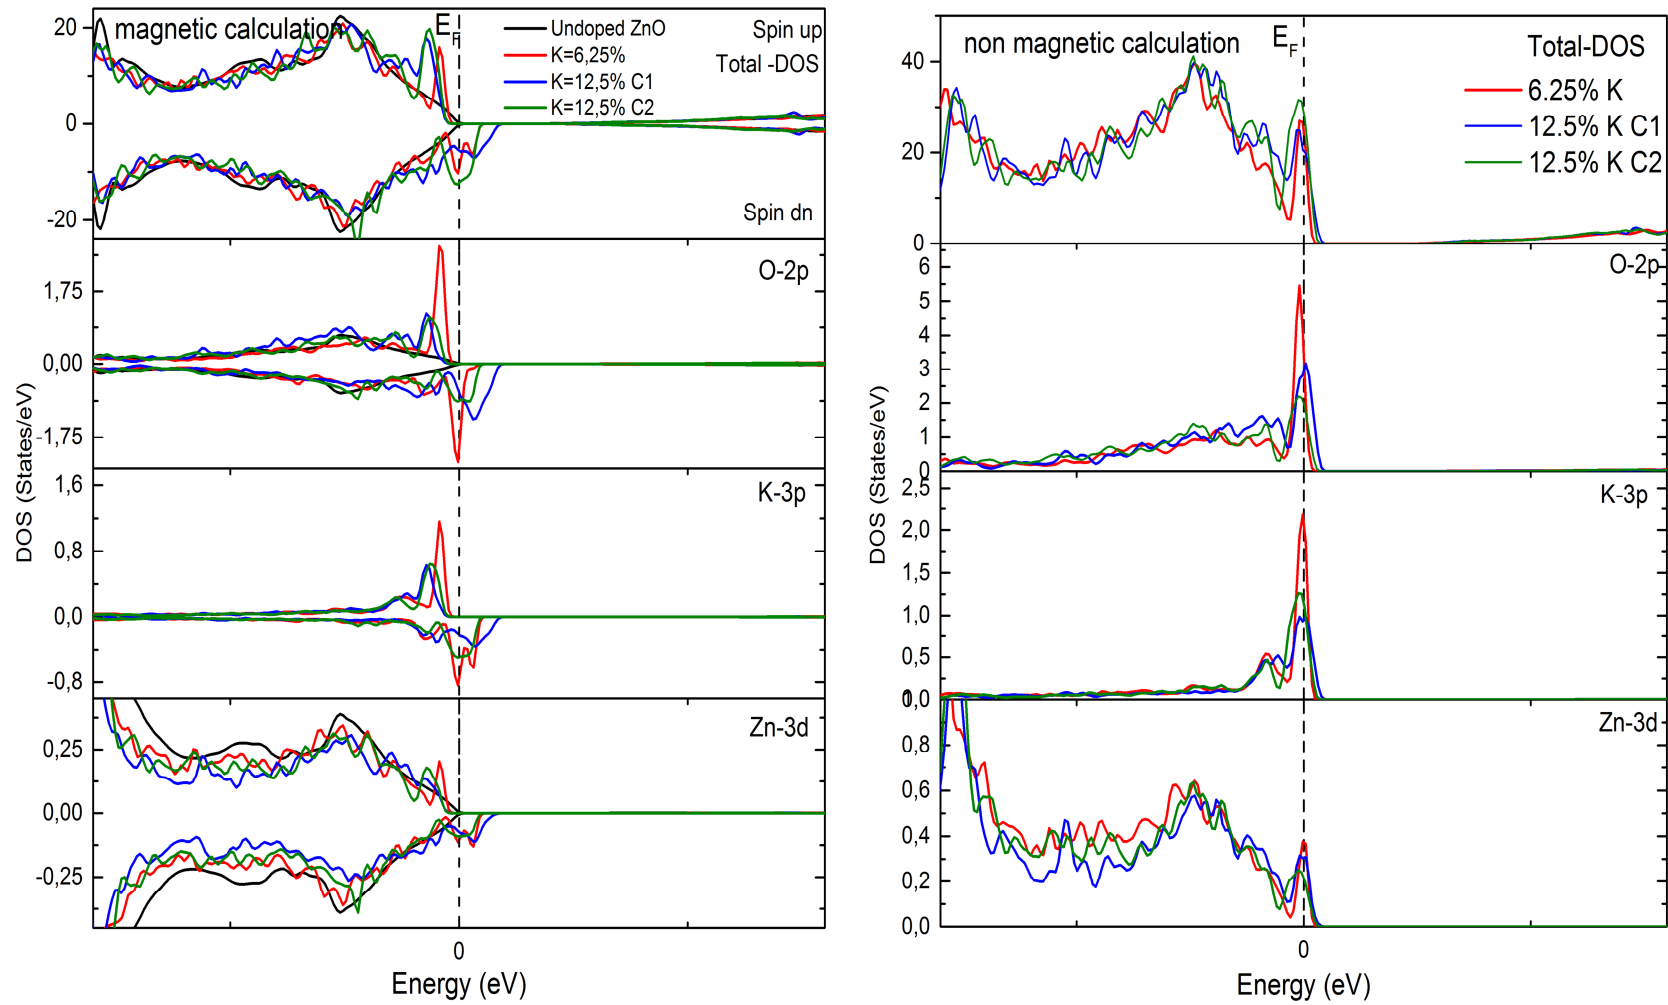 magnetic calculation
E_F
Undoped ZnO
K=6,25%
K=12,5% C1
K=12,5% C2
Spin up
Total -DOS
Spin dn
20
0
-20
O-2p
1,75
0,00
-1,75
K-3p
1,6
0,8
0,0
-0,8
Zn-3d
0,25
0,00
-0,25
0
DOS (States/eV)
Energy (eV)
non magnetic calculation
E_F
Total-DOS
6.25% K
12.5% K C1
12.5% K C2
40
20
0
O-2p
6
5
4
3
2
1
0
K-3p
2,5
2,0
1,5
1,0
0,5
Zn-3d
0,8
0,6
0,4
0,2
0,0
0
DOS (States/eV)
Energy (eV)